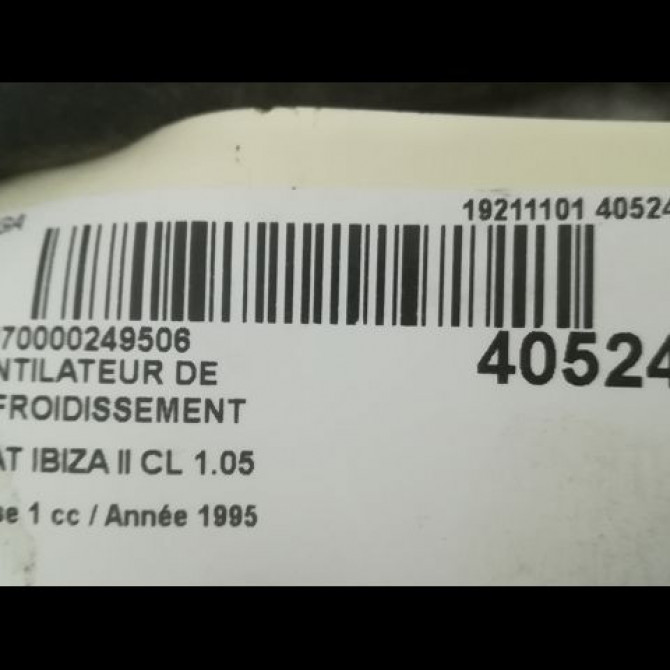 19211101 40524
70000249506
40524
NTILATEUR DE
FROIDISSEMENT
AT IBIZA II CL 1.05
se 1 cc / Année 1995